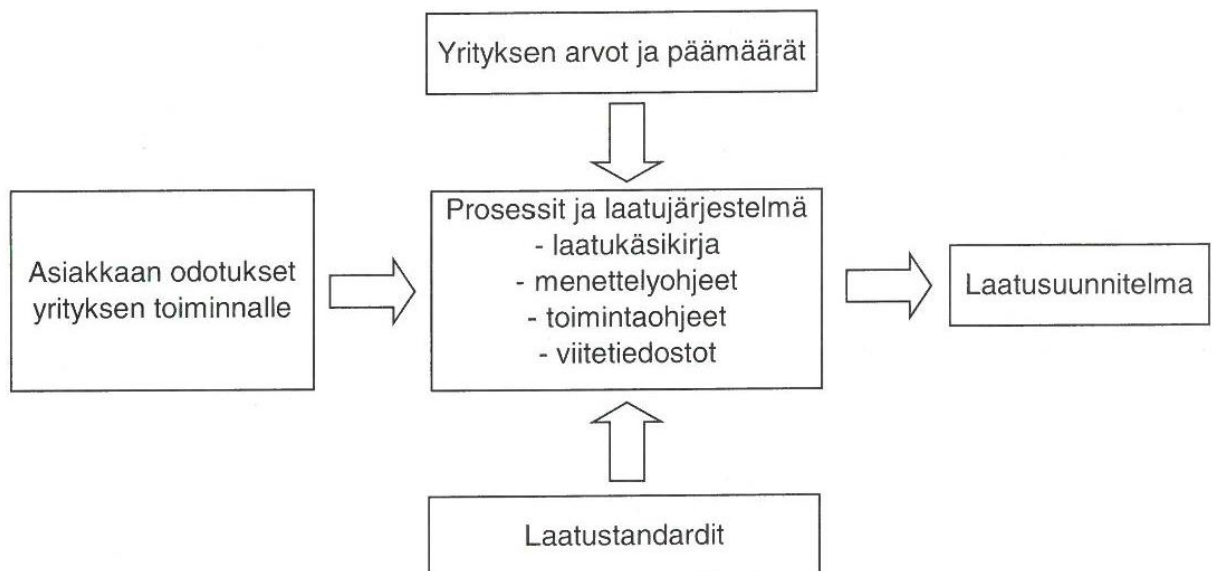 Yrityksen arvot ja päämäärät
Asiakkaan odotukset
yrityksen toiminnalle
Prosessit ja laatujärjestelmä
- laatukäsikirja
- menettelyohjeet
- toimintaohjeet
- viitetiedostot
Laatusuunnitelma
Laatustandardit